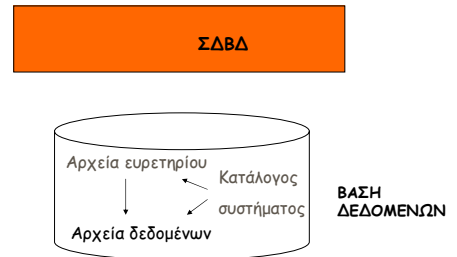 ΣΔΒΔ
Αρχεία ευρετηρίου
Κατάλογος
συστήματος
Αρχεία δεδομένων
ΒΑΣΗ
ΔΕΔΟΜΕΝΩΝ